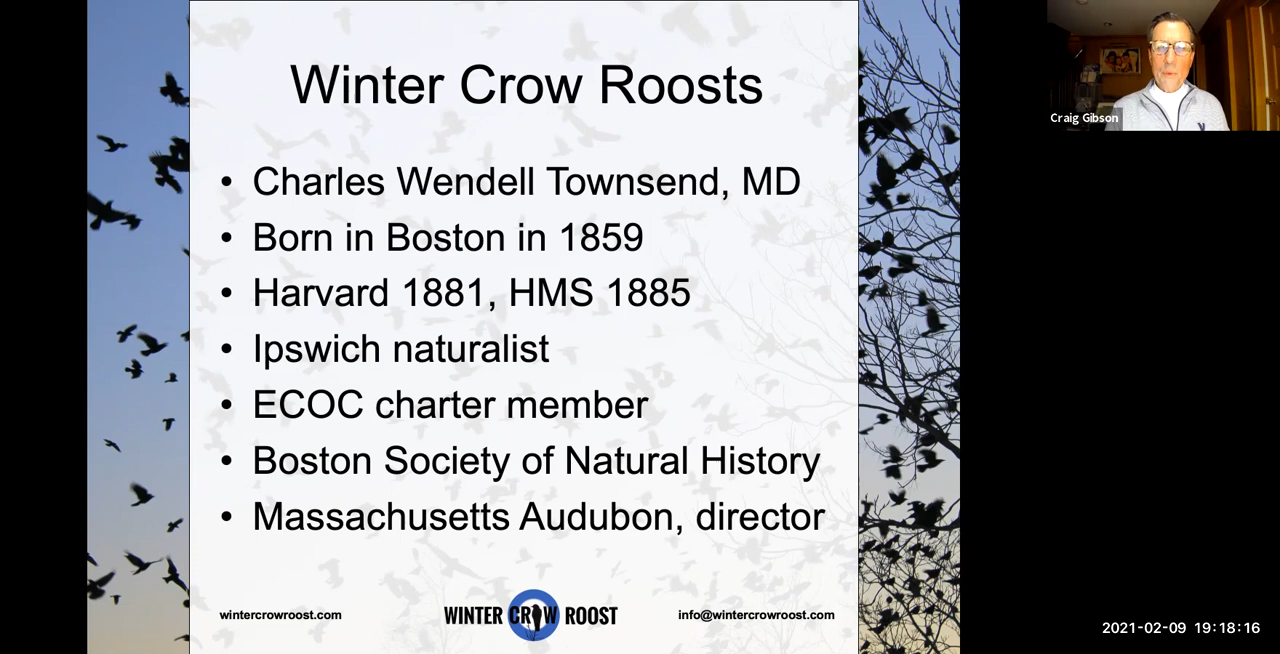 Winter Crow Roosts
• Charles Wendell Townsend, MD
• Born in Boston in 1859
• Harvard 1881, HMS 1885
• Ipswich naturalist
• ECOC charter member
• Boston Society of Natural History
• Massachusetts Audubon, director
wintercrowroost.com
WINTER CROW ROOST
info@wintercrowroost.com
Craig Gibson
2021-02-09 19:18:16